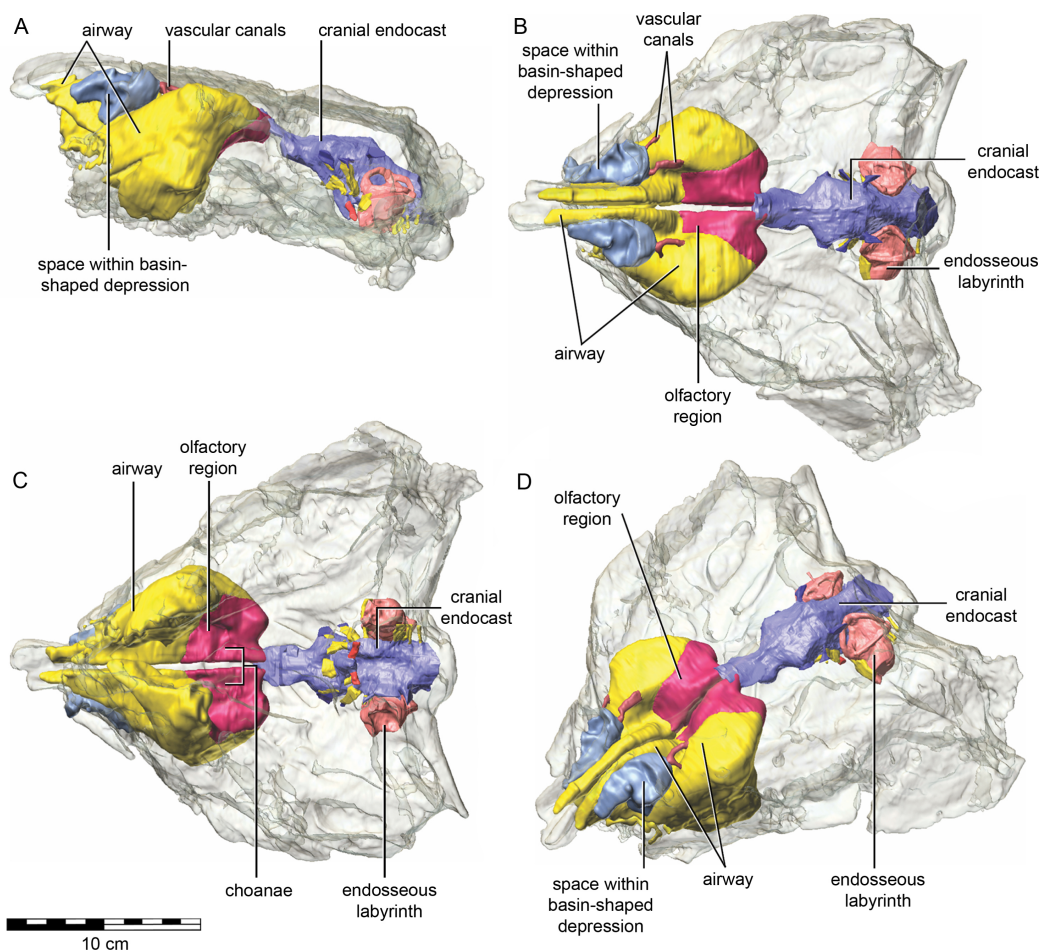 A
airway
vascular canals
cranial endocast
space within basin-
shaped depression
B
vascular
canals
space within
basin-shaped
depression
cranial
endocast
endosseous
labyrinth
airway
olfactory
region
C
airway
olfactory
region
cranial
endocast
choanae
endosseous
labyrinth
D
olfactory
region
cranial
endocast
space within
basin-shaped
depression
airway
endosseous
labyrinth
10 cm